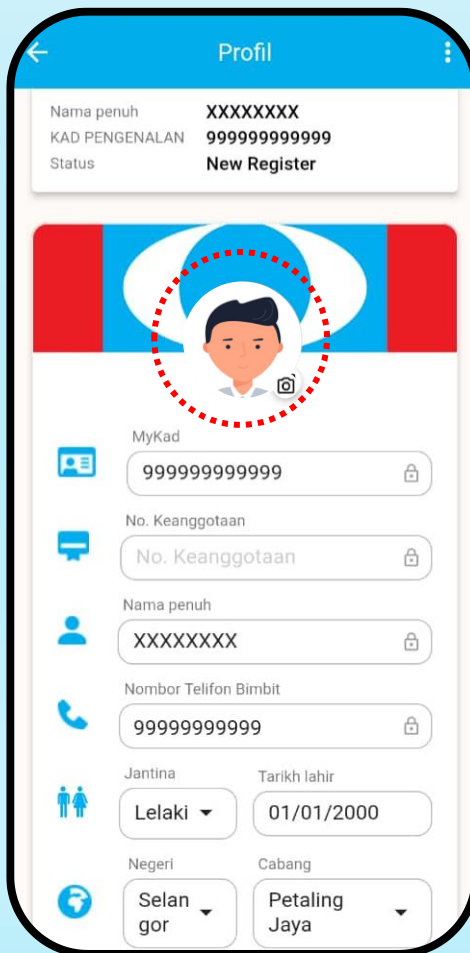 Profil
Nama penuh XXXXXXXX
KAD PENGENALAN 999999999999
Status New Register
MyKad
999999999999
No. Keanggotaan
No. Keanggotaan
Nama penuh
XXXXXXXX
Nombor Telifon Bimbit
99999999999
Jantina Tarikh lahir
Lelaki 01/01/2000
Negeri Cabang
Selan Petaling
gor Jaya